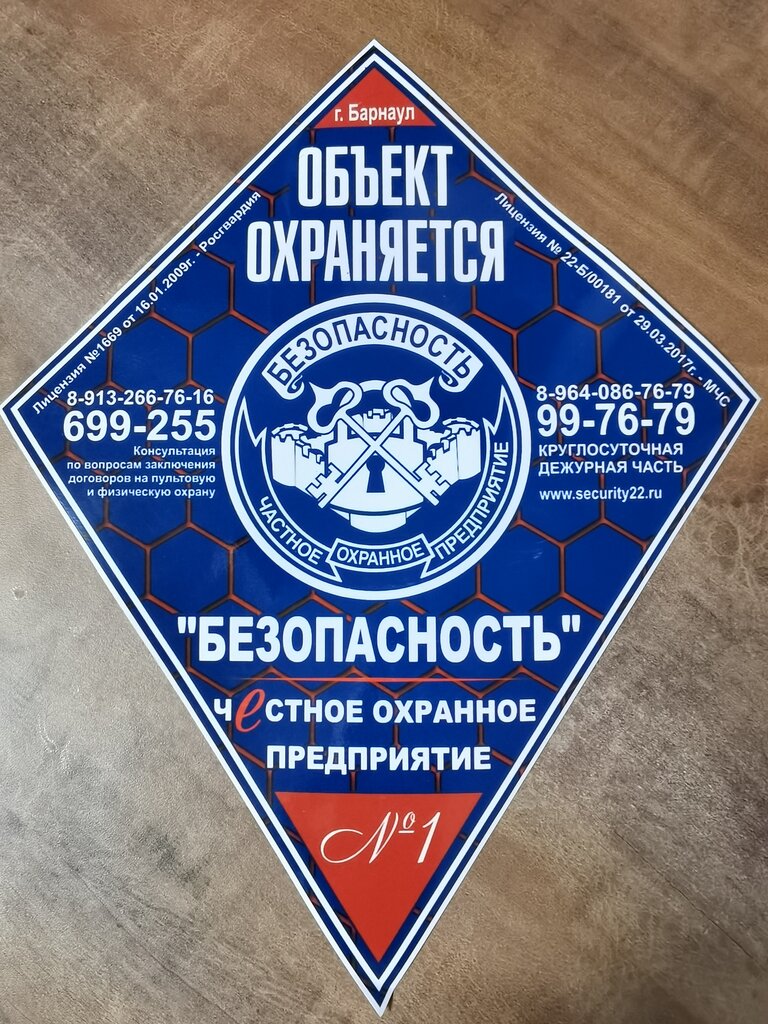 г. Барнаул
ОБЪЕКТ
ОХРАНЯЕТСЯ
Лицензия №1669 от 16.01.2009г. - Росгвардия
Лицензия № 22-Б/00181 от 29.03.2017г. - МЧС
8-913-266-76-16
699-255
Консультация
по вопросам заключения
договоров на пультовую
и физическую охрану
БЕЗОПАСНОСТЬ
ЧАСТНОЕ ОХРАННОЕ ПРЕДПРИЯТИЕ
8-964-086-76-79
99-76-79
КРУГЛОСУТОЧНАЯ
ДЕЖУРНАЯ ЧАСТЬ
www.security22.ru
"БЕЗОПАСНОСТЬ"
ЧеСТНОЕ ОХРАННОЕ
ПРЕДПРИЯТИЕ
№1